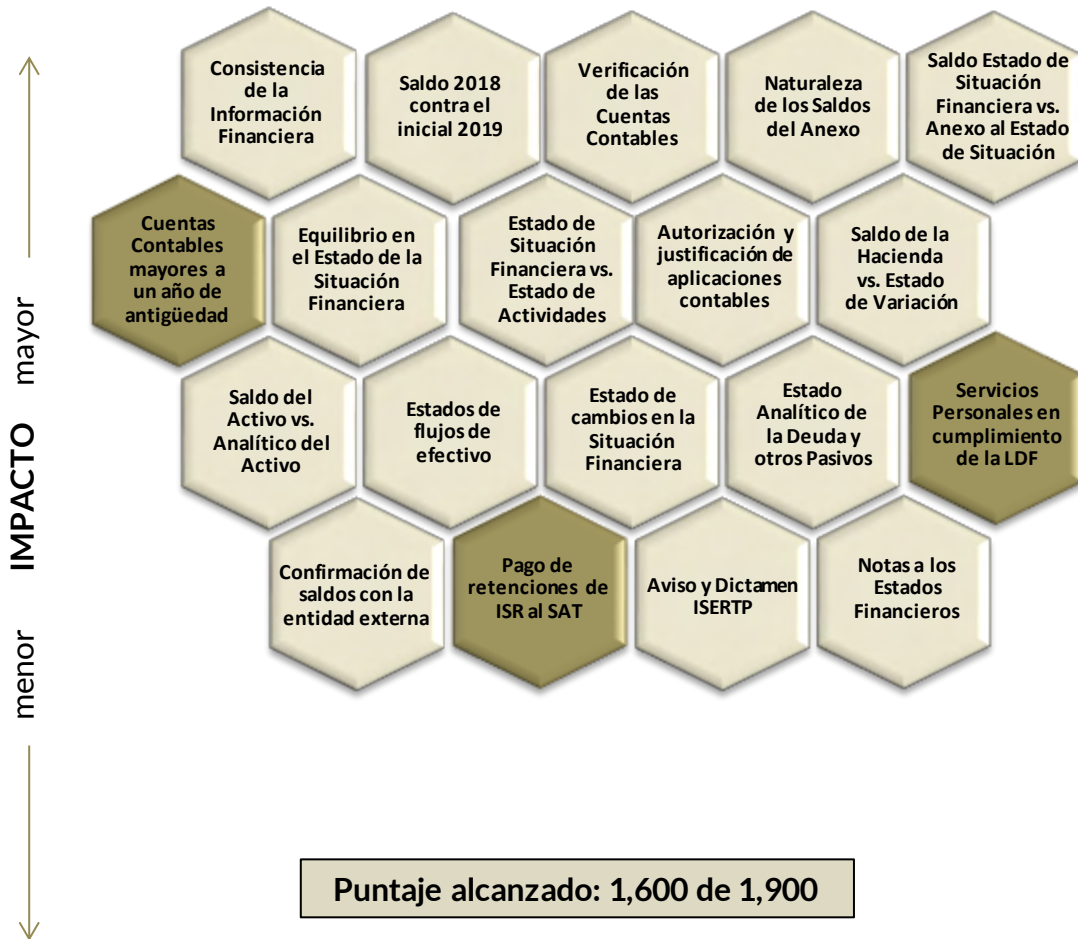 Consistencia
de la
Información
Financiera
Saldo 2018
contra el
inicial 2019
Verificación
de las
Cuentas
Contables
Naturaleza
de los Saldos
del Anexo
Saldo Estado de
Situación
Financiera vs.
Anexo al Estado
de Situación
Cuentas
Contables
mayores a
un año de
antigüedad
Equilibrio en
el Estado de la
Situación
Financiera
Estado de
Situación
Financiera vs.
Estado de
Actividades
Autorización y
justificación de
aplicaciones
contables
Saldo de la
Hacienda
vs. Estado
de Variación
Saldo del
Activo vs.
Analítico del
Activo
Estados de
flujos de
efectivo
Estado de
cambios en la
Situación
Financiera
Estado
Analítico de
la Deuda y
otros Pasivos
Servicios
Personales en
cumplimiento
de la LDF
Confirmación de
saldos con la
entidad externa
Pago de
retenciones de
ISR al SAT
Aviso y Dictamen
ISERTP
Notas a los
Estados
Financieros
menor IMPACTO mayor
Puntaje alcanzado: 1,600 de 1,900